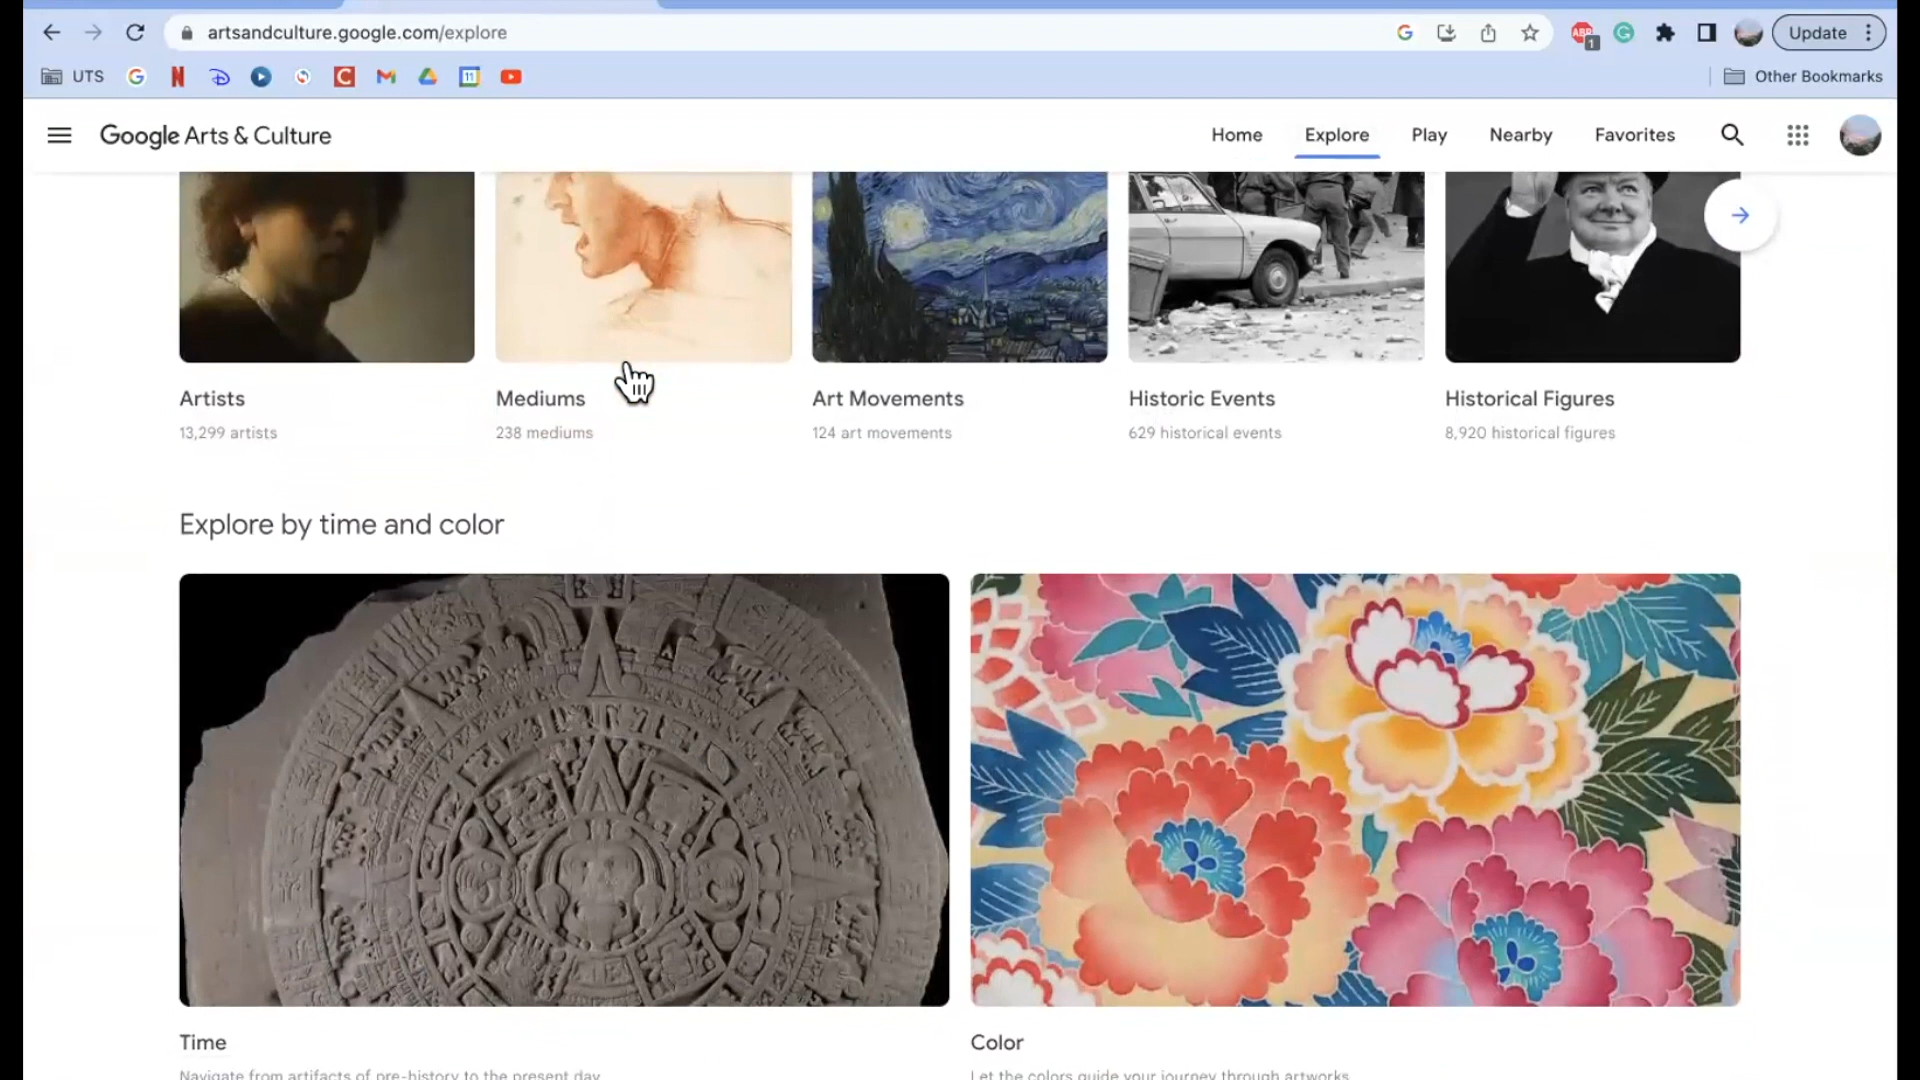 artsandculture.google.com/explore
ABP
1
Update
UTS
11
Other Bookmarks
Google Arts & Culture
Home
Explore
Play
Nearby
Favorites
Artists
13,299 artists
Mediums
238 mediums
Art Movements
124 art movements
Historic Events
629 historical events
Historical Figures
8,920 historical figures
Explore by time and color
Time
Navigate from artifacts of pre-history to the present day
Color
Let the colors guide your journey through artworks